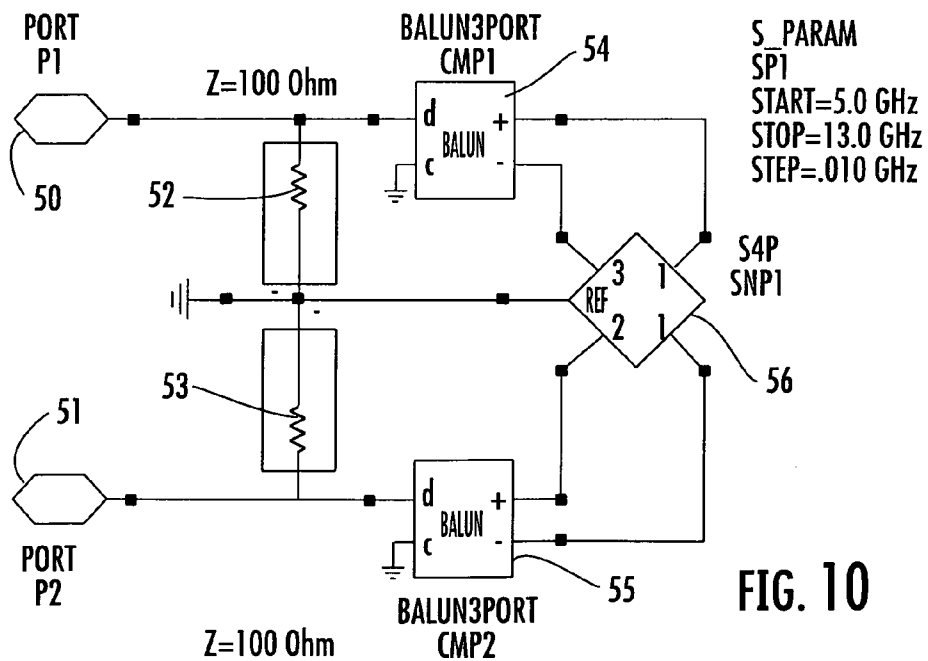 PORT
P1
Z=100 Ohm
BALUN3PORT
CMP1
54
S_PARAM
SP1
START=5.0 GHz
STOP=13.0 GHz
STEP=.010 GHz
d
+
BALUN
c
-
50
52
3
1
S4P
SNP1
REF
2
1
56
53
51
d
+
BALUN
c
-
PORT
P2
55
BALUN3PORT
CMP2
Z=100 Ohm
FIG. 10